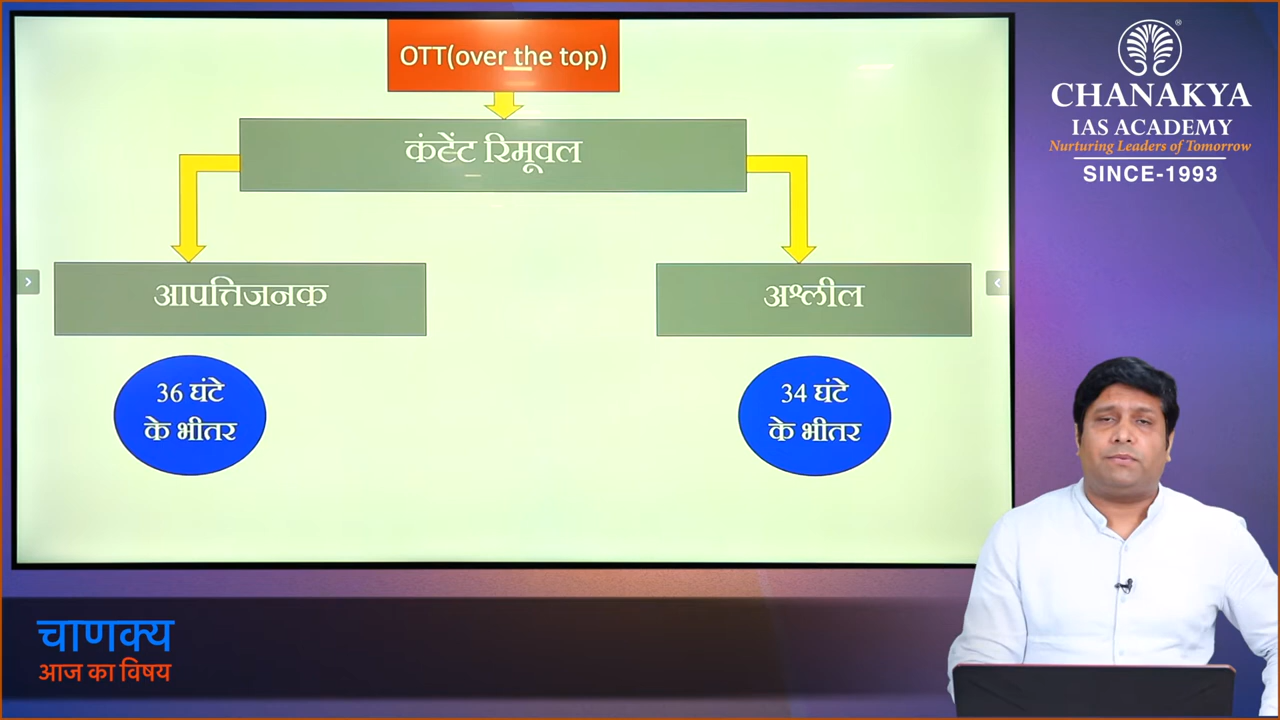 OTT(over the top)
कंटेंट रिमूवल
आपत्तिजनक
अश्लील
36 घंटे
के भीतर
34 घंटे
के भीतर
CHANAKYA
IAS ACADEMY
Nurturing Leaders of Tomorrow
SINCE-1993
चाणक्य
आज का विषय